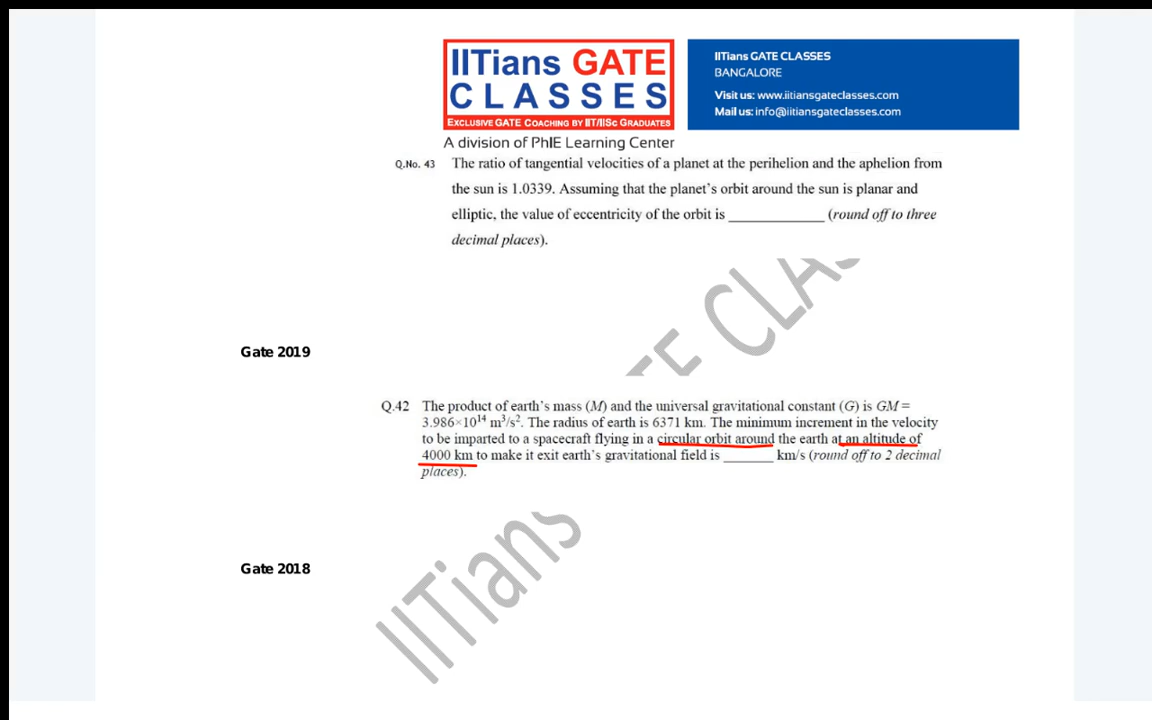 IITians GATE
CLASSES
EXCLUSIVE GATE COACHING BY IIT/IISc GRADUATES
A division of PhIE Learning Center
IITians GATE CLASSES
BANGALORE
Visit us: www.iitiansgateclasses.com
Mail us: info@iitiansgateclasses.com
Q.No. 43 The ratio of tangential velocities of a planet at the perihelion and the aphelion from
the sun is 1.0339. Assuming that the planet's orbit around the sun is planar and
elliptic, the value of eccentricity of the orbit is _____________ (round off to three
decimal places).
TE CLAS
Gate 2019
Q.42 The product of earth's mass (M) and the universal gravitational constant (G) is GM =
3.986×10¹⁴ m³/s². The radius of earth is 6371 km. The minimum increment in the velocity
to be imparted to a spacecraft flying in a circular orbit around the earth at an altitude of
4000 km to make it exit earth's gravitational field is _______ km/s (round off to 2 decimal
places).
IITians
Gate 2018